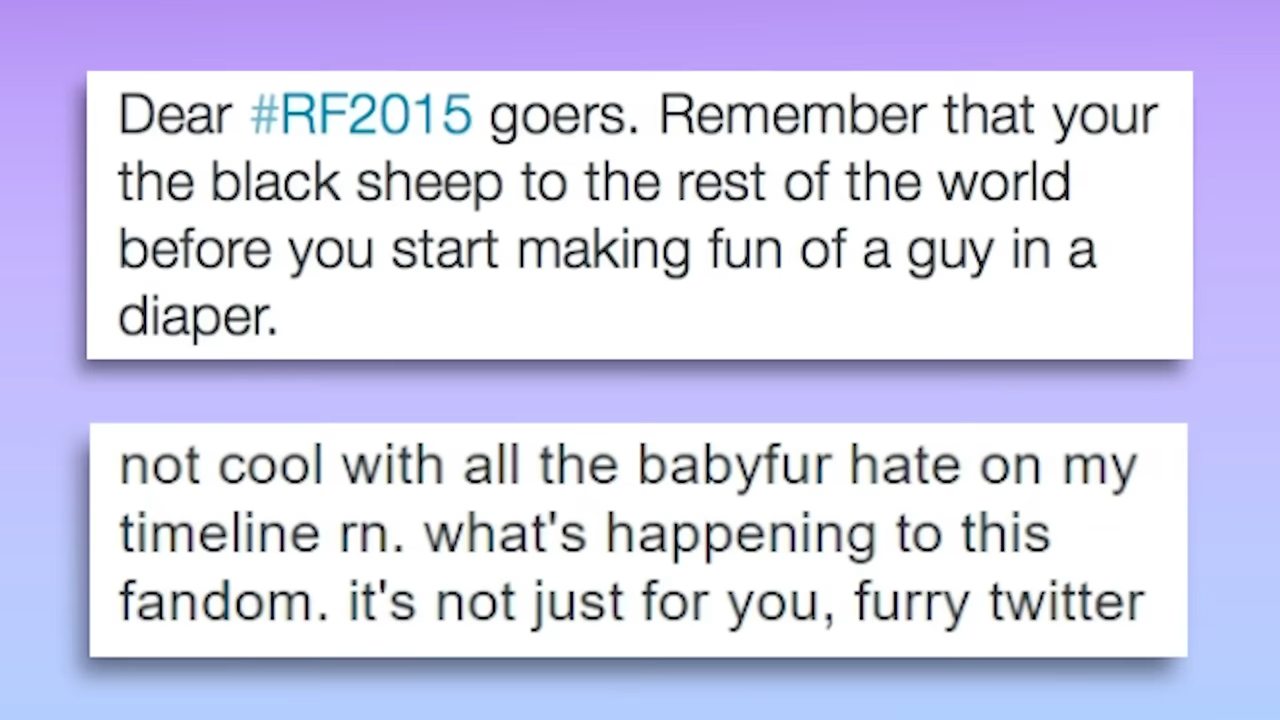 Dear #RF2015 goers. Remember that your
the black sheep to the rest of the world
before you start making fun of a guy in a
diaper.
not cool with all the babyfur hate on my
timeline rn. what's happening to this
fandom. it's not just for you, furry twitter